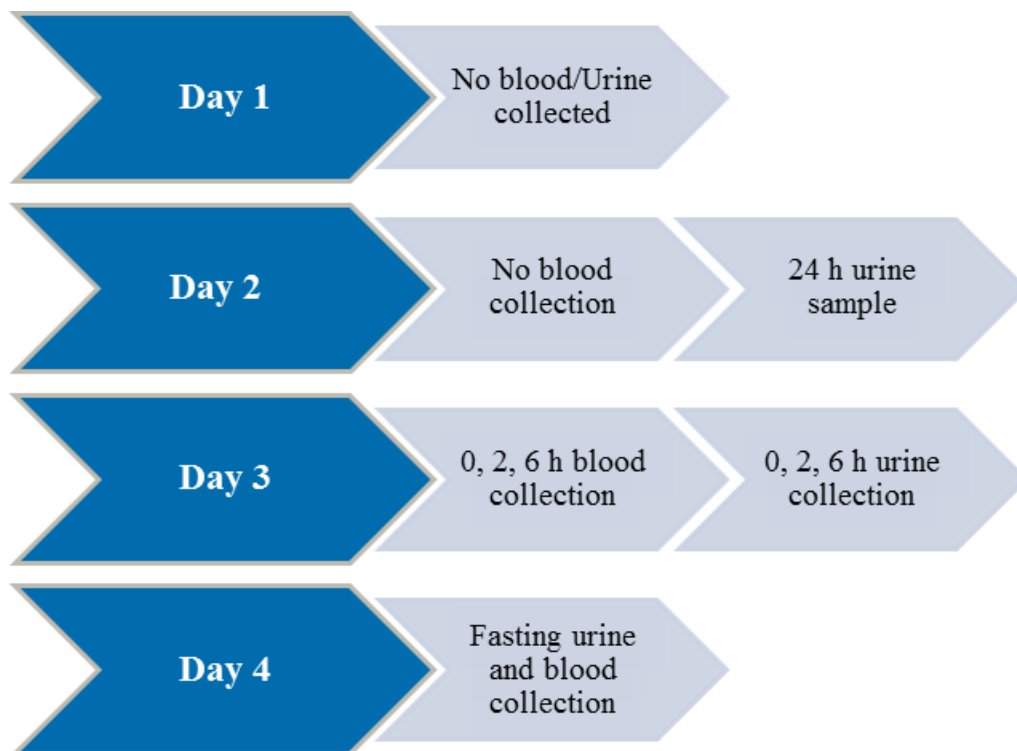 Day 1
No blood/Urine
collected
Day 2
No blood
collection
24 h urine
sample
Day 3
0, 2, 6 h blood
collection
0, 2, 6 h urine
collection
Day 4
Fasting urine
and blood
collection